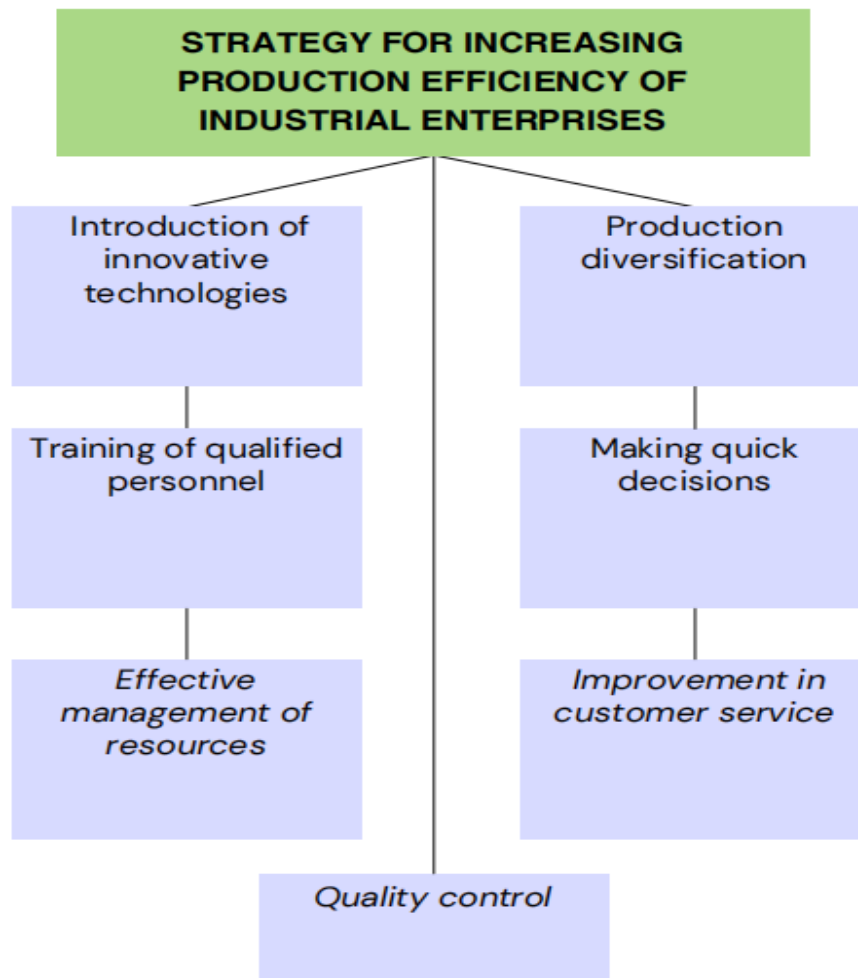 STRATEGY FOR INCREASING
PRODUCTION EFFICIENCY OF
INDUSTRIAL ENTERPRISES
Introduction of
innovative
technologies
Production
diversification
Training of qualified
personnel
Making quick
decisions
Effective
management of
resources
Improvement in
customer service
Quality control